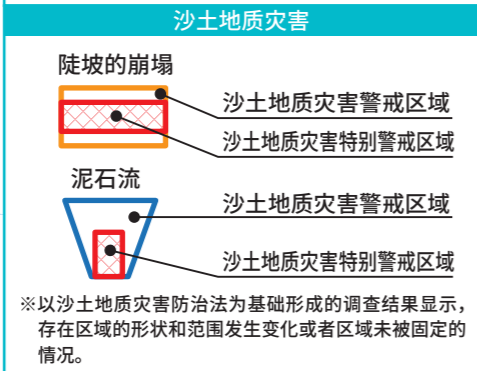 沙土地质灾害
陡坡的崩塌
沙土地质灾害警戒区域
沙土地质灾害特别警戒区域
泥石流
沙土地质灾害警戒区域
沙土地质灾害特别警戒区域
※以沙土地质灾害防治法为基础形成的调查结果显示，
存在区域的形状和范围发生变化或者区域未被固定的
情况。